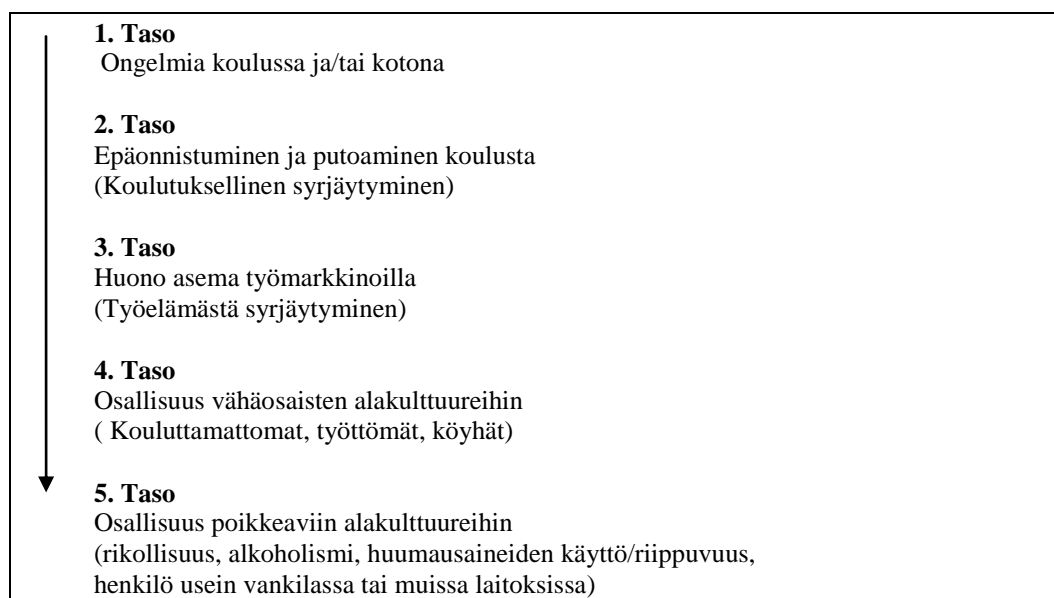 1. Taso
Ongelmia koulussa ja/tai kotona
2. Taso
Epäonnistuminen ja putoaminen koulusta
(Koulutuksellinen syrjäytyminen)
3. Taso
Huono asema työmarkkinoilla
(Työelämästä syrjäytyminen)
4. Taso
Osallisuus vähäosaisten alakulttuureihin
( Kouluttamattomat, työttömät, köyhät)
5. Taso
Osallisuus poikkeaviin alakulttuureihin
(rikollisuus, alkoholismi, huumausaineiden käyttö/riippuvuus,
henkilö usein vankilassa tai muissa laitoksissa)